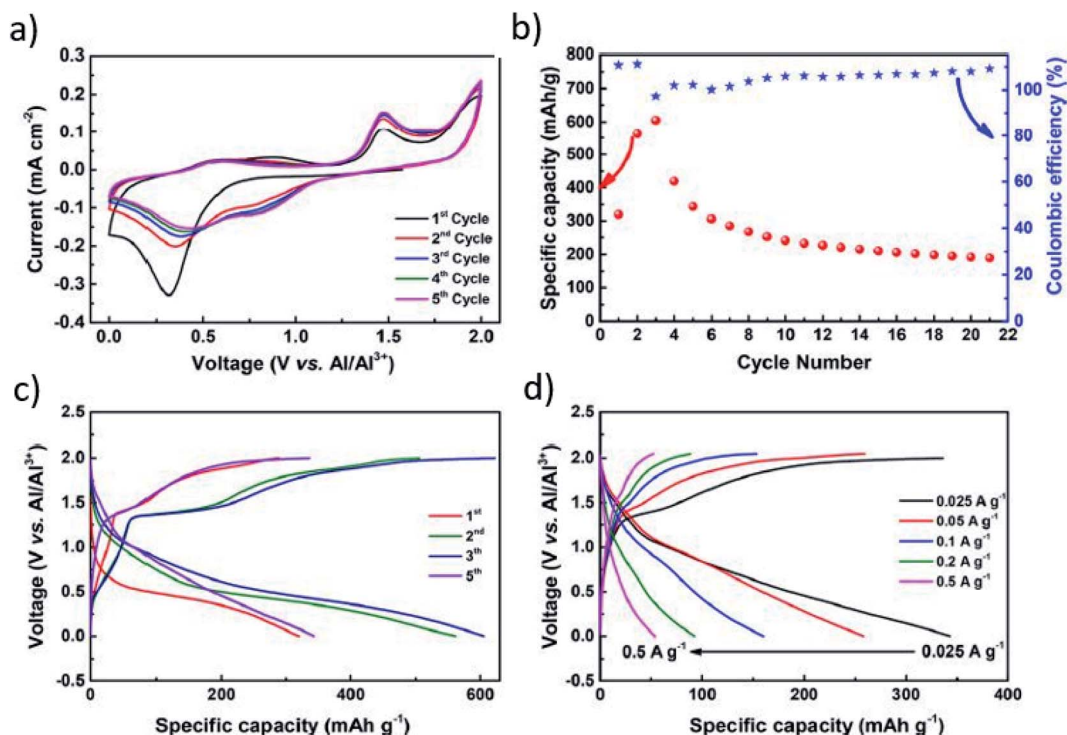 a)
0.3
0.2
0.1
0.0
-0.1
-0.2
-0.3
-0.4
Current (mA cm⁻²)
1ˢᵗ Cycle
2ⁿᵈ Cycle
3ʳᵈ Cycle
4ᵗʰ Cycle
5ᵗʰ Cycle
0.0 0.5 1.0 1.5 2.0
Voltage (V vs. Al/Al³⁺)
b)
800
700
600
500
400
300
200
100
0
Specific capacity (mAh/g)
100
80
60
40
20
0
Coulombic efficiency (%)
0 2 4 6 8 10 12 14 16 18 20 22
Cycle Number
c)
2.5
2.0
1.5
1.0
0.5
0.0
-0.5
Voltage (V vs. Al/Al³⁺)
1ˢᵗ
2ⁿᵈ
3ᵗʰ
5ᵗʰ
0 200 400 600
Specific capacity (mAh g⁻¹)
d)
2.5
2.0
1.5
1.0
0.5
0.0
-0.5
Voltage (V vs. Al/Al³⁺)
0.025 A g⁻¹
0.05 A g⁻¹
0.1 A g⁻¹
0.2 A g⁻¹
0.5 A g⁻¹
0.5 A g⁻¹ 0.025 A g⁻¹
0 100 200 300 400
Specific capacity (mAh g⁻¹)